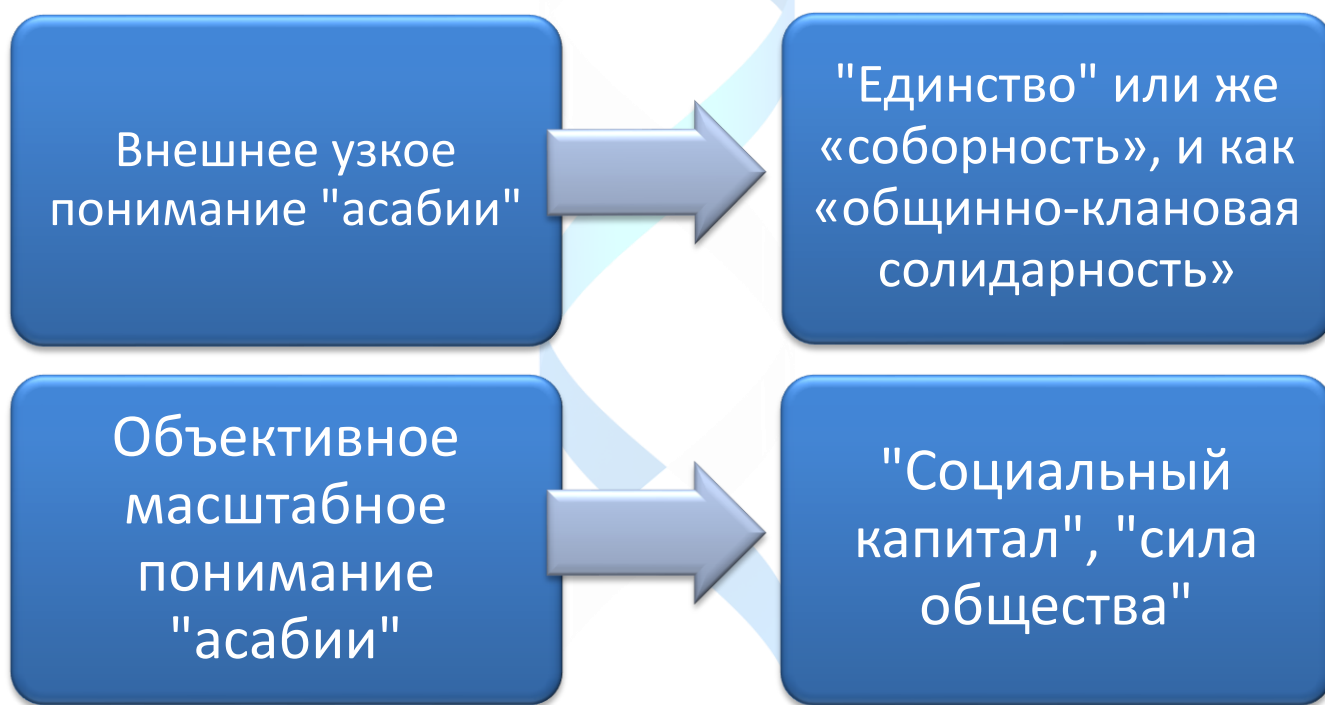 Внешнее узкое
понимание "асабии"
"Единство" или же
«соборность», и как
«общинно-клановая
солидарность»
Объективное
масштабное
понимание
"асабии"
"Социальный
капитал", "сила
общества"